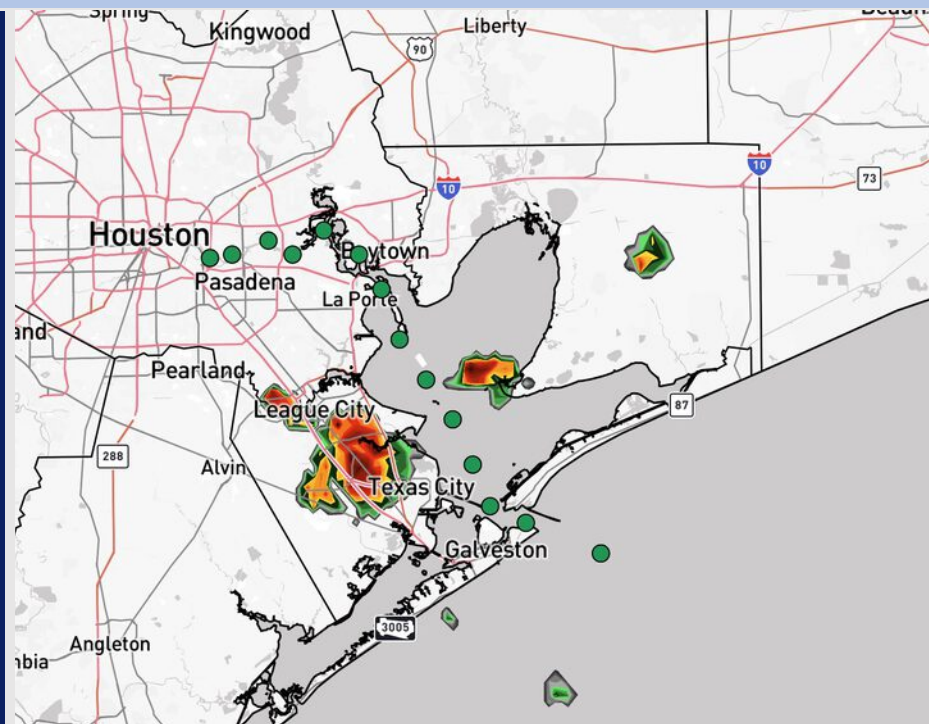 Spring
Kingwood
Liberty
90
10
10
73
Houston
Baytown
Pasadena
La Porte
Pearland
League City
87
288
Alvin
Texas City
Galveston
3005
Angleton